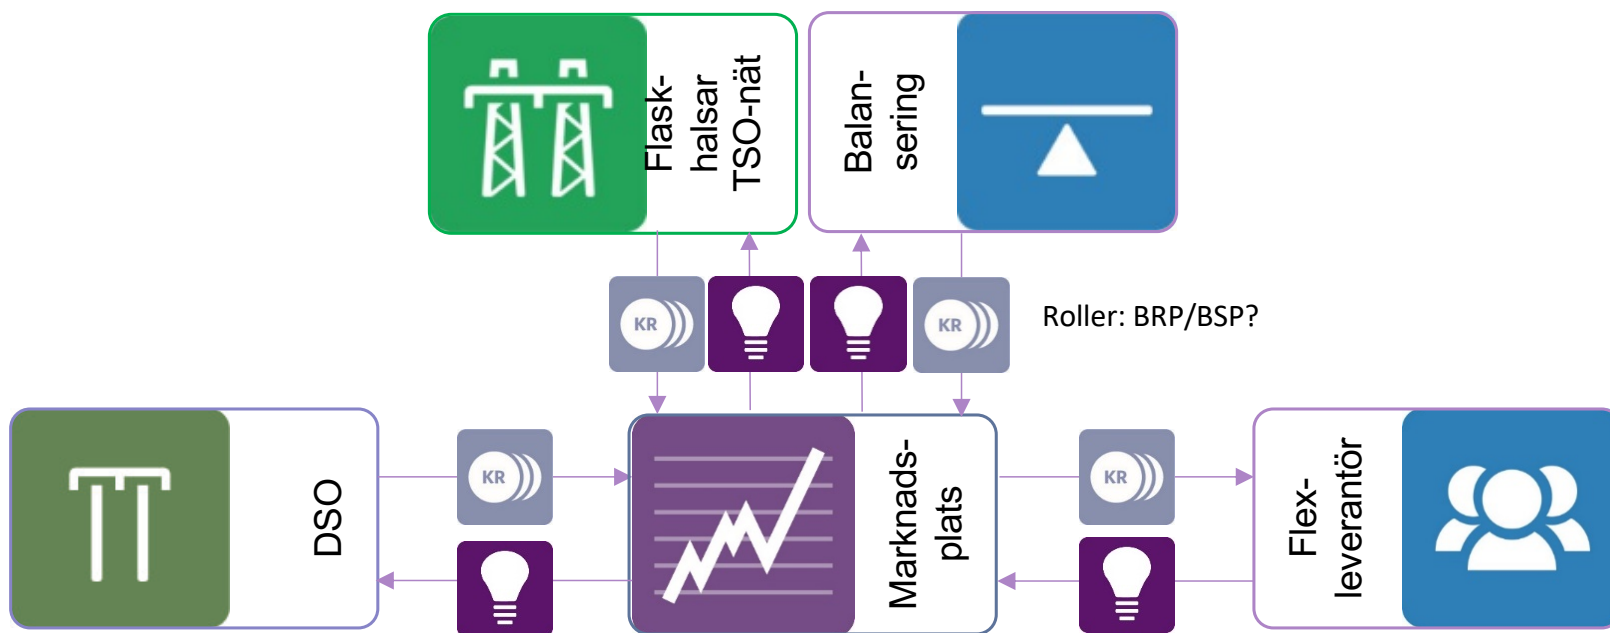 Flask-
halsar
TSO-nät
Balan-
sering
KR
KR
Roller: BRP/BSP?
DSO
KR
Marknads-
plats
KR
Flex-
leverantör